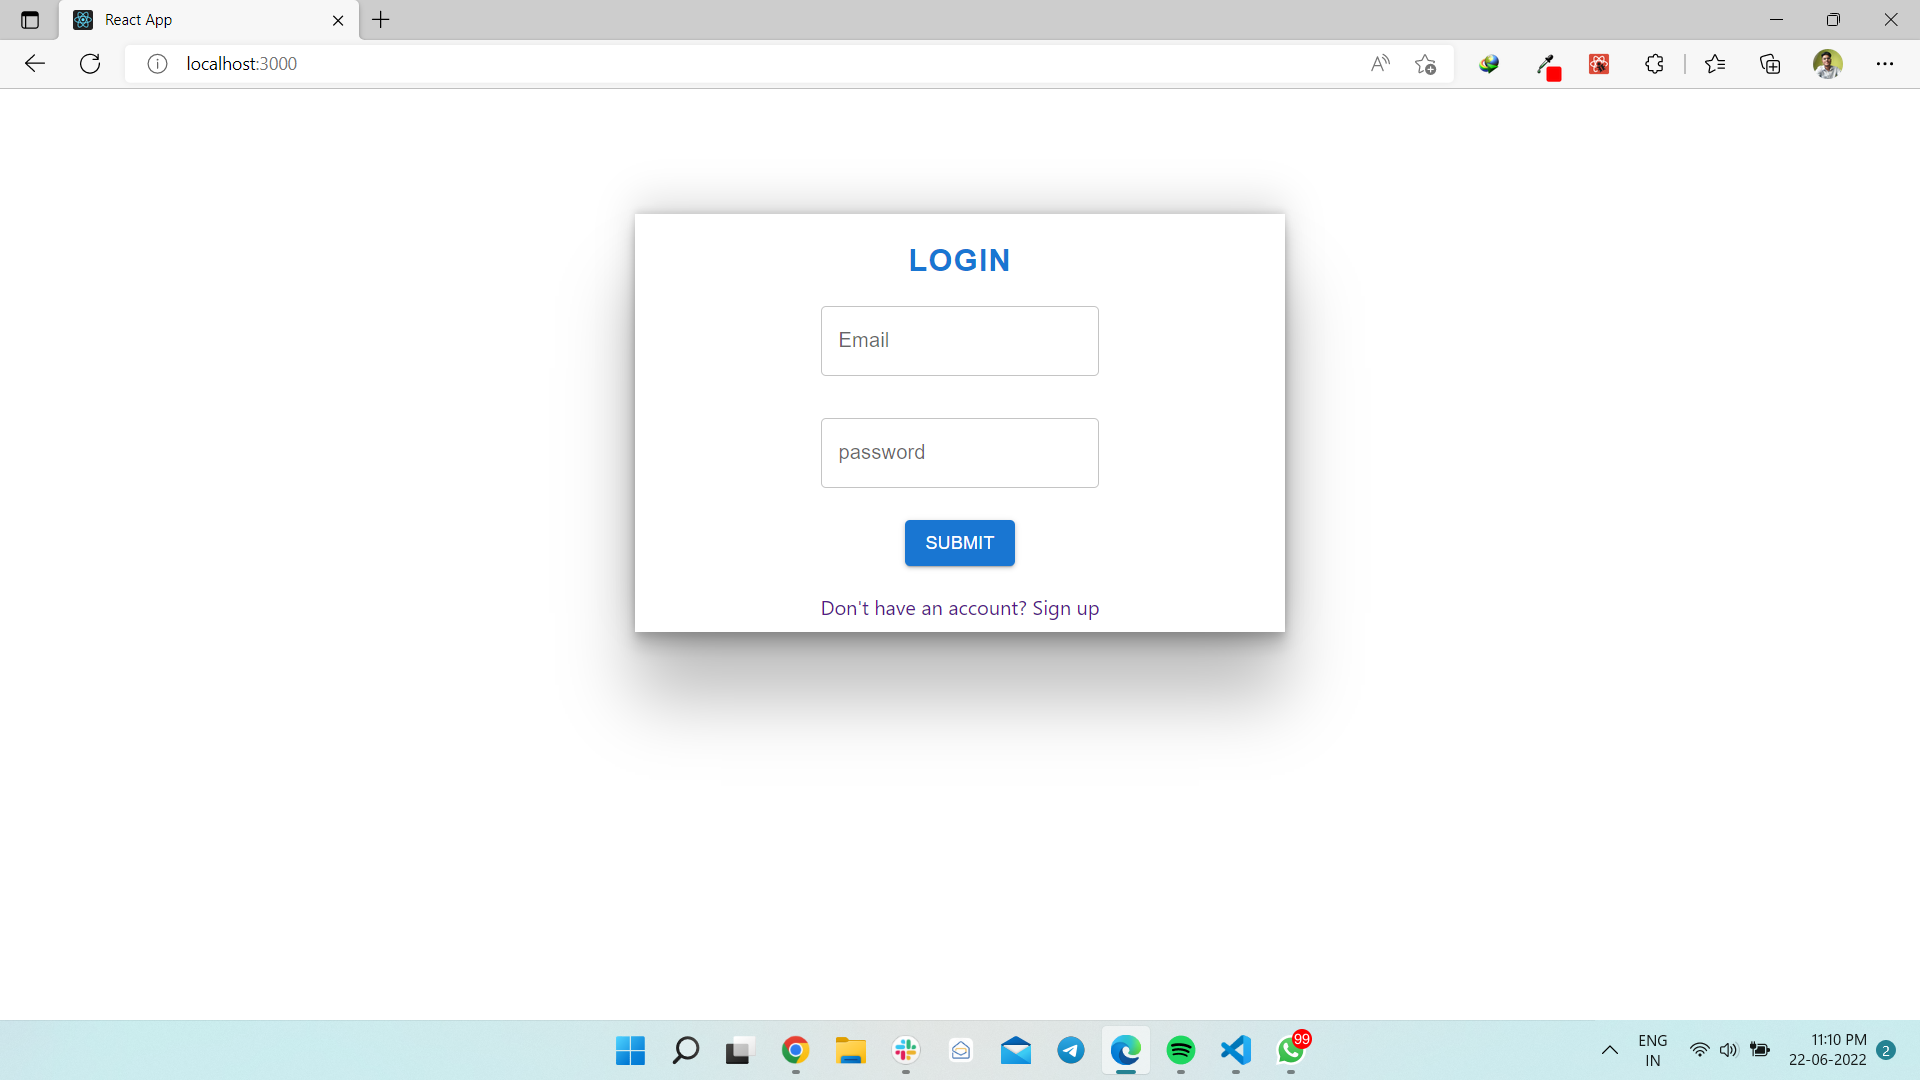 React App
localhost:3000
LOGIN
Email
password
SUBMIT
Don't have an account? Sign up
99
ENG
IN
11:10 PM
22-06-2022
2